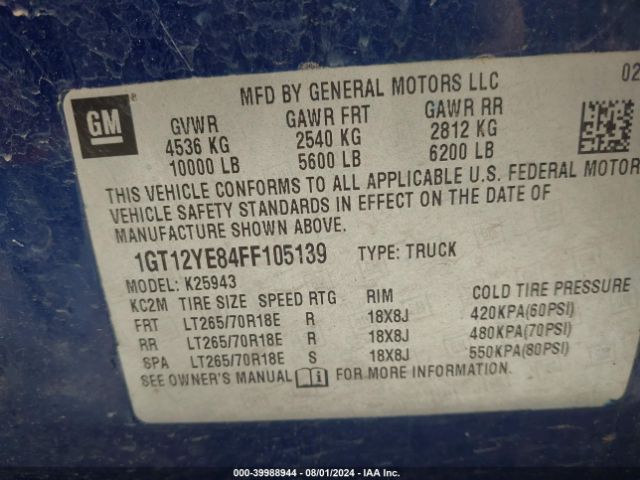 MFD BY GENERAL MOTORS LLC 02
GM ®
GVWR GAWR FRT GAWR RR
4536 KG 2540 KG 2812 KG
10000 LB 5600 LB 6200 LB
THIS VEHICLE CONFORMS TO ALL APPLICABLE U.S. FEDERAL MOTOR
VEHICLE SAFETY STANDARDS IN EFFECT ON THE DATE OF
MANUFACTURE SHOWN ABOVE.
1GT12YE84FF105139 TYPE: TRUCK
MODEL: K25943
KC2M TIRE SIZE SPEED RTG RIM COLD TIRE PRESSURE
FRT LT265/70R18E R 18X8J 420KPA(60PSI)
RR LT265/70R18E R 18X8J 480KPA(70PSI)
SPA LT265/70R18E S 18X8J 550KPA(80PSI)
SEE OWNER'S MANUAL FOR MORE INFORMATION.
000-39988944 - 08/01/2024 - IAA Inc.